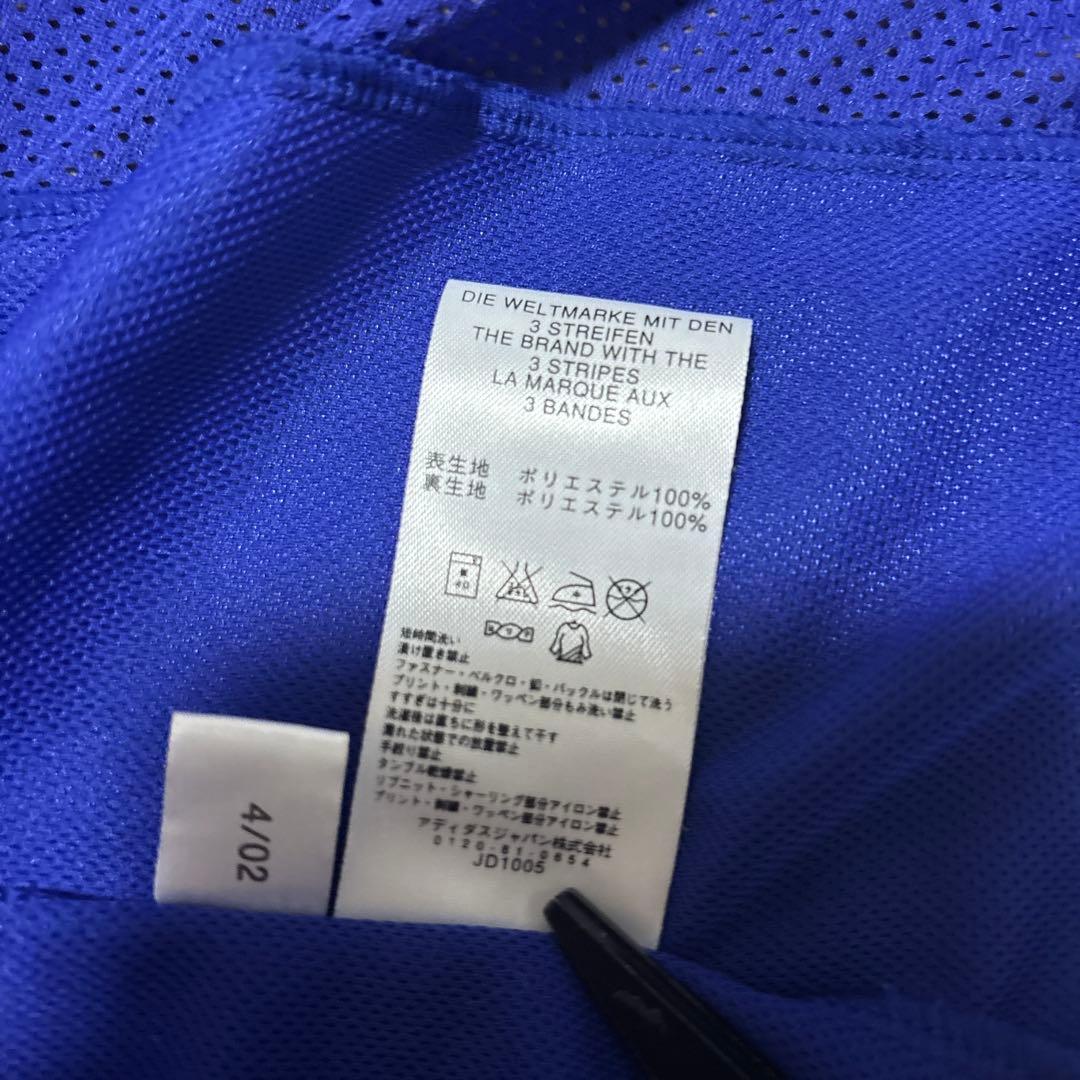 DIE WELTMARKE MIT DEN
3 STREIFEN
THE BRAND WITH THE
3 STRIPES
LA MARQUE AUX
3 BANDES
表生地 ポリエステル100%
裏生地 ポリエステル100%
40
短時間洗い
漬け置き禁止
ファスナー・ベルクロ・釦・バックルは閉じて洗う
プリント・刺繍・ワッペン部分もみ洗い禁止
すすぎは十分に
洗濯後は直ちに形を整えて干す
濡れた状態での放置禁止
手絞り禁止
タンブル乾燥禁止
リブニット・シャーリング部分アイロン禁止
プリント・刺繍・ワッペン部分アイロン禁止
アディダスジャパン株式会社
0120-81-0654
JD1005
4/02